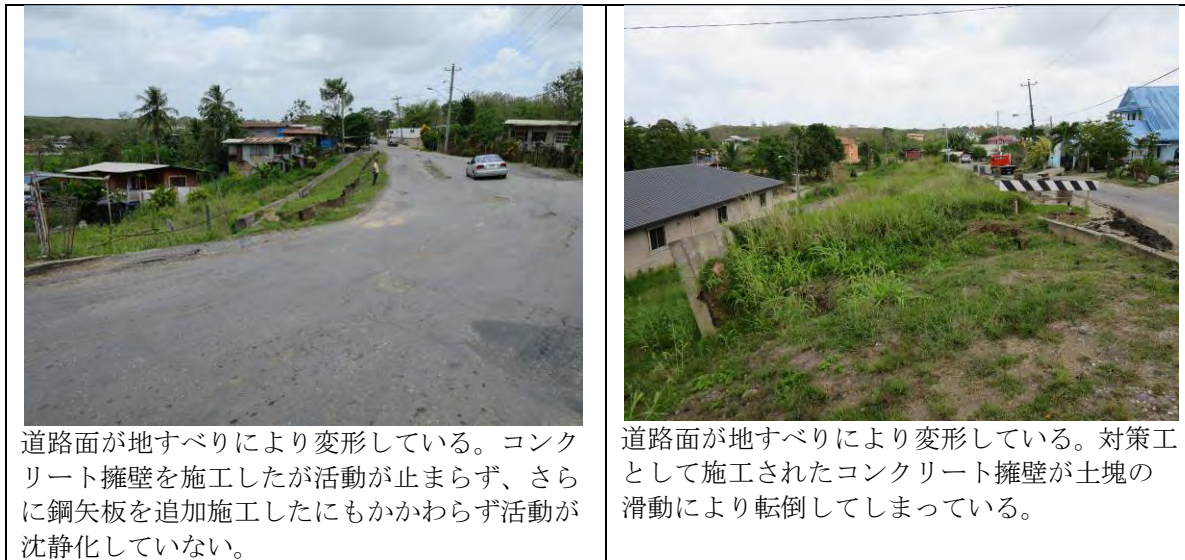 道路面が地すべりにより変形している。コンク
リート擁壁を施工したが活動が止まらず、さら
に鋼矢板を追加施工したにもかかわらず活動が
沈静化していない。
道路面が地すべりにより変形している。対策工
として施工されたコンクリート擁壁が土塊の
滑動により転倒してしまっている。